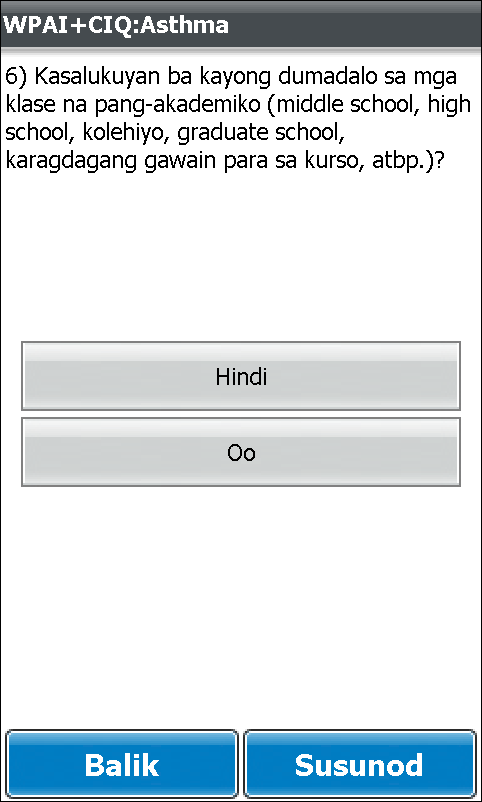 WPAI+CIQ:Asthma
6) Kasalukuyan ba kayong dumadalo sa mga
klase na pang-akademiko (middle school, high
school, kolehiyo, graduate school,
karagdagang gawain para sa kurso, atbp.)?
Hindi
Oo
Balik
Susunod